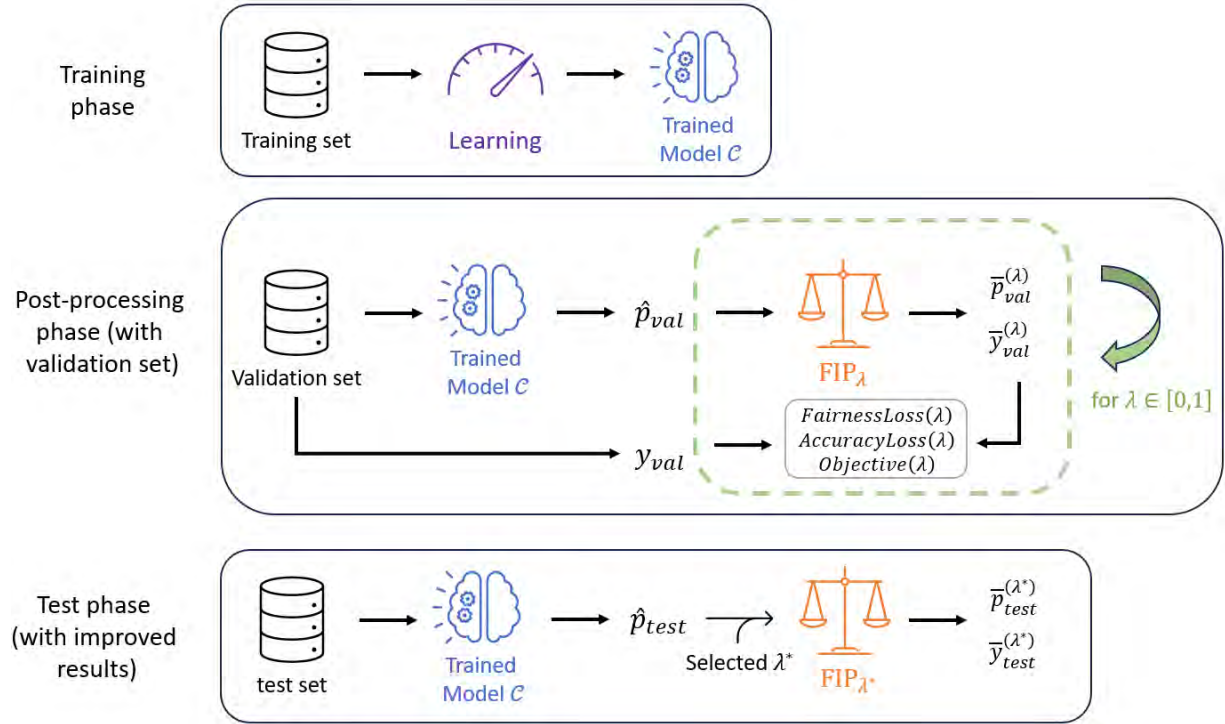 Training
phase
Training set
Learning
Trained
Model 𝒞
Post-processing
phase (with
validation set)
Validation set
Trained
Model 𝒞
p̂_val
FIP_λ
p̅_val^(λ)
y̅_val^(λ)
for λ ∈ [0,1]
y_val
FairnessLoss(λ)
AccuracyLoss(λ)
Objective(λ)
Test phase
(with improved
results)
test set
Trained
Model 𝒞
p̂_test
Selected λ*
FIP_λ*
p̅_test^(λ*)
y̅_test^(λ*)